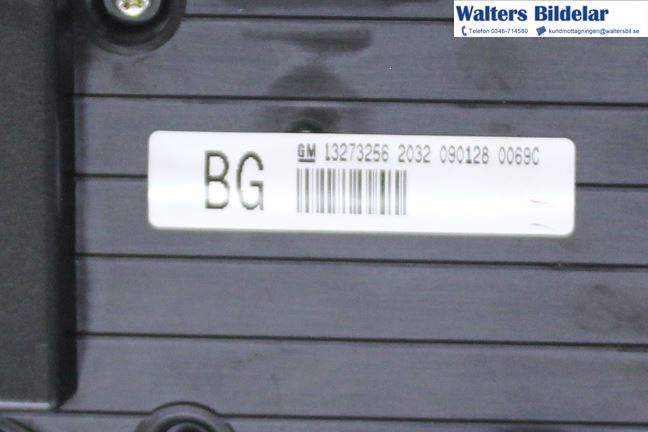 Walters Bildelar
Telefon 0346-714580 kundmottagningen@waltersbil.se
GM 13273256 2032 090128 0069C
BG